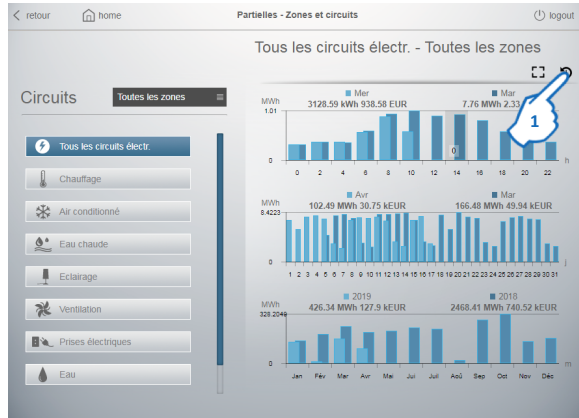 retour
home
Partielles - Zones et circuits
logout
Tous les circuits électr. - Toutes les zones
Circuits
Toutes les zones
Tous les circuits électr.
Chauffage
Air conditionné
Eau chaude
Eclairage
Ventilation
Prises électriques
Eau
1
MWh
Mer
Mar
3128.59 kWh 938.58 EUR
7.76 MWh 2.33
1.01
0
0
0 2 4 6 8 10 12 14 16 18 20 22
h
MWh
Avr
Mar
102.49 MWh 30.75 kEUR
166.48 MWh 49.94 kEUR
8.4223
0
1 2 3 4 5 6 7 8 9 10 11 12 13 14 15 16 17 18 19 20 21 22 23 24 25 26 27 28 29 30 31
j
MWh
2019
2018
426.34 MWh 127.9 kEUR
2468.41 MWh 740.52 kEUR
328.2049
0
Jan Fév Mar Avr Mai Jui Juil Aoû Sep Oct Nov Déc
m